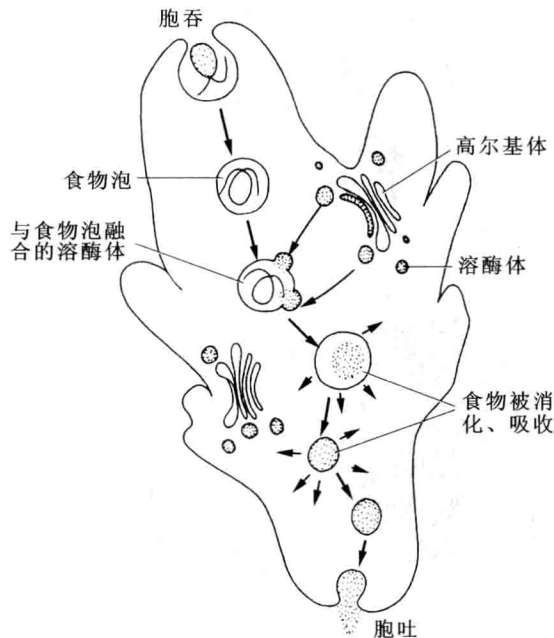 胞吞
高尔基体
食物泡
与食物泡融
合的溶酶体
溶酶体
食物被消
化、吸收
胞吐